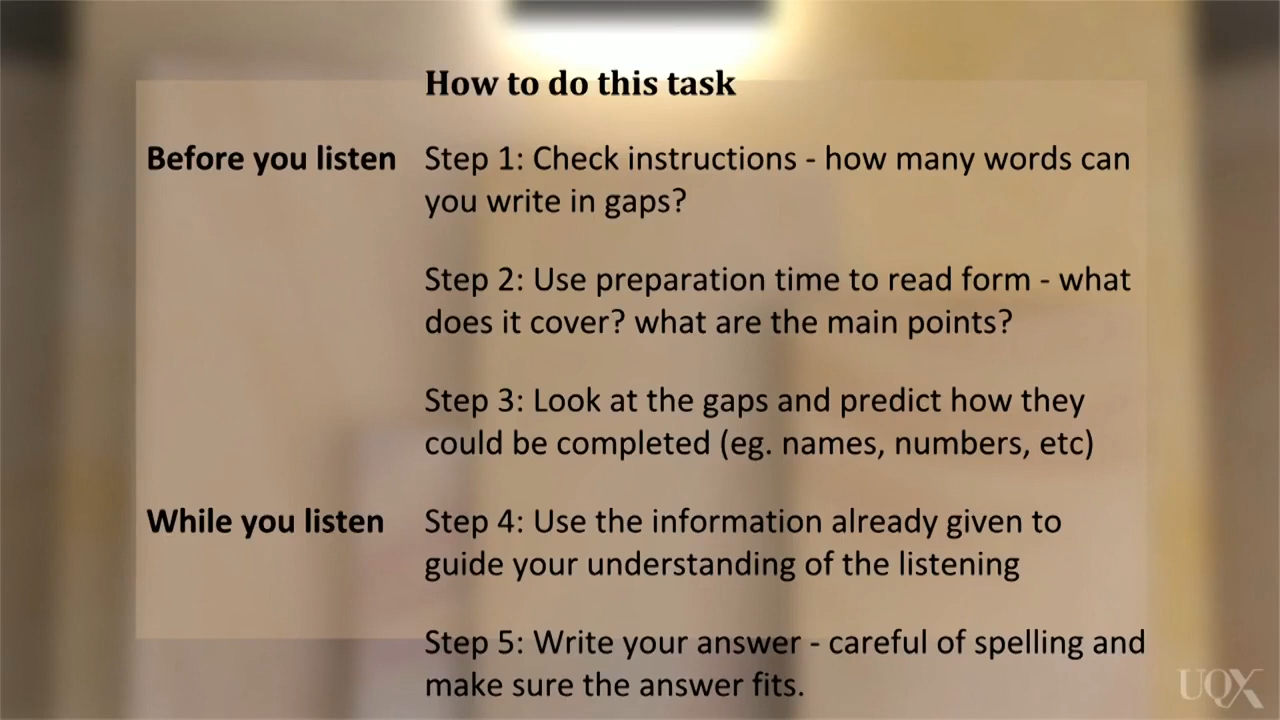 How to do this task
Before you listen Step 1: Check instructions - how many words can
you write in gaps?
Step 2: Use preparation time to read form - what
does it cover? what are the main points?
Step 3: Look at the gaps and predict how they
could be completed (eg. names, numbers, etc)
While you listen Step 4: Use the information already given to
guide your understanding of the listening
Step 5: Write your answer - careful of spelling and
make sure the answer fits.
UQX